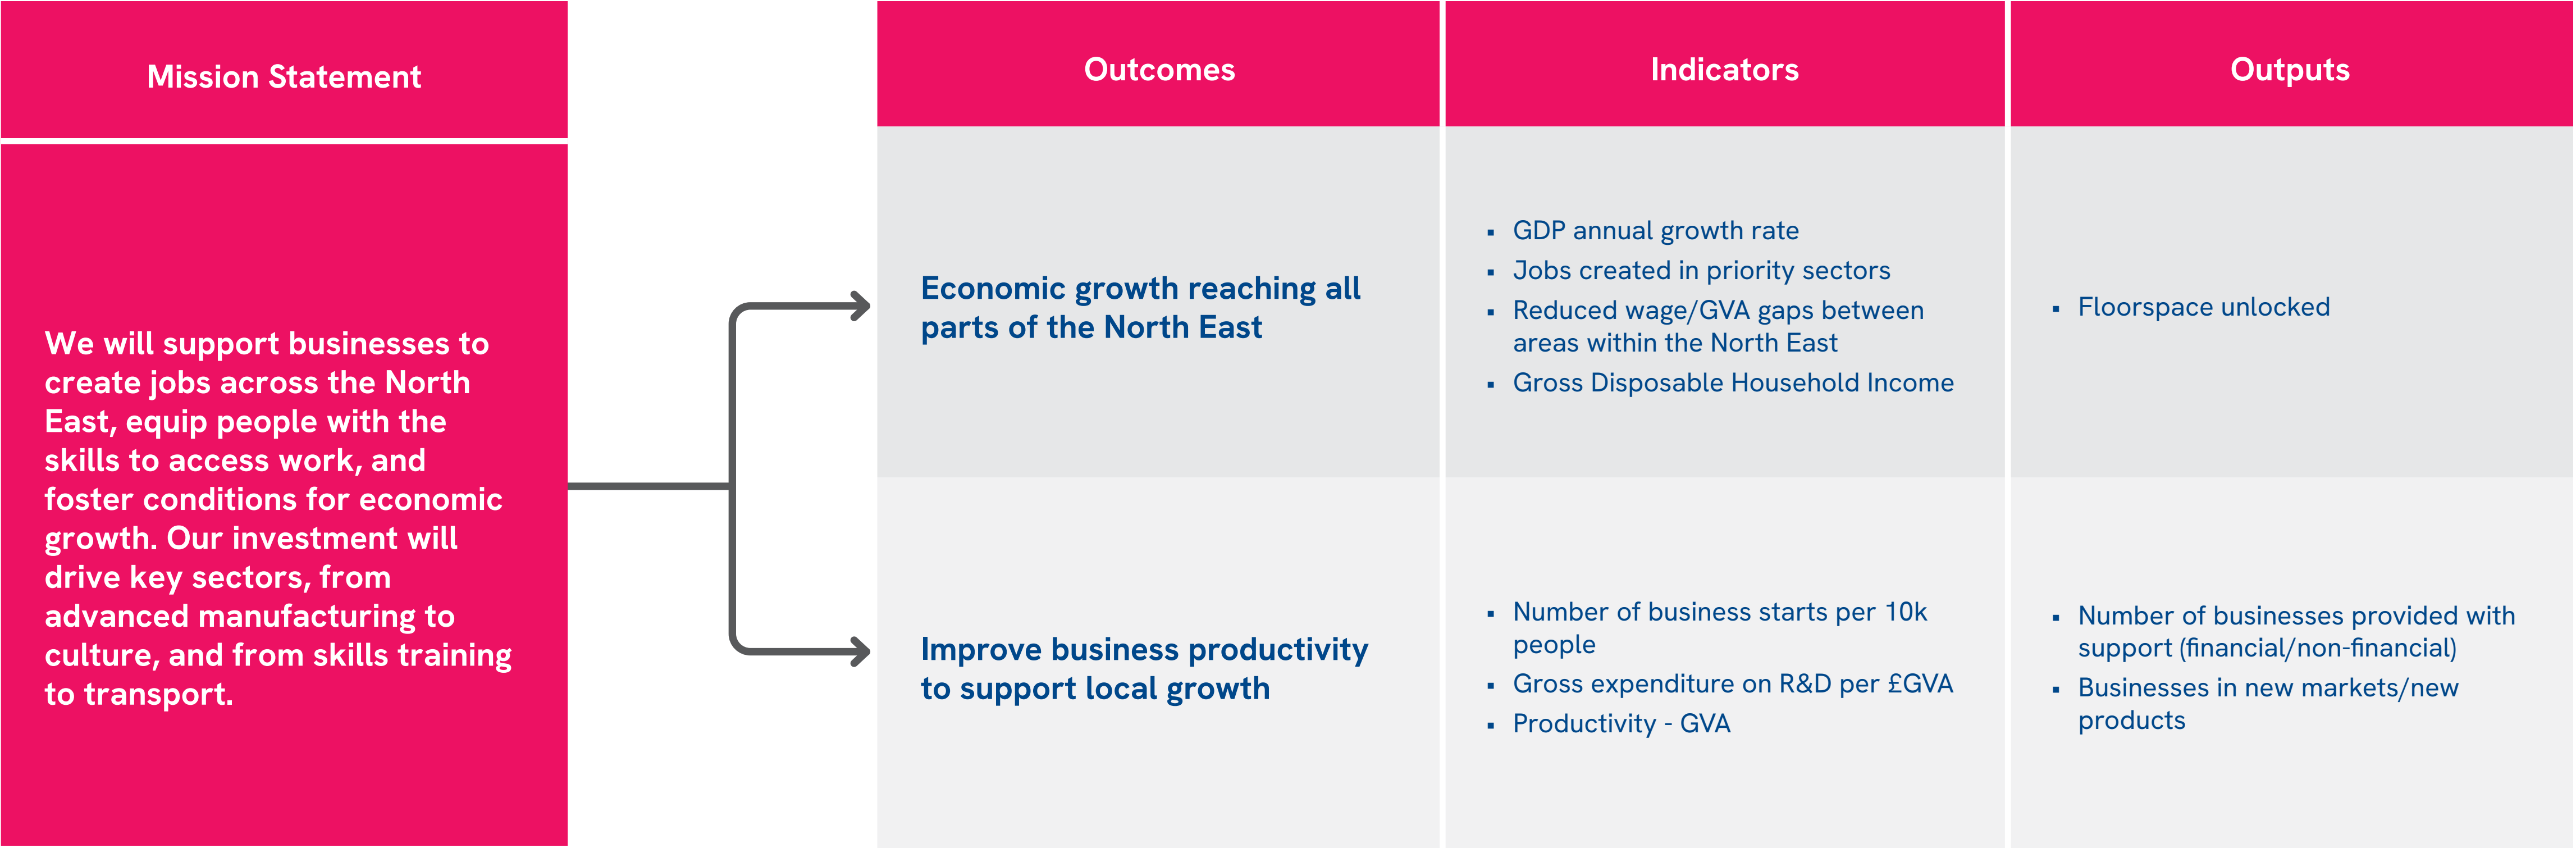 Mission Statement
We will support businesses to
create jobs across the North
East, equip people with the
skills to access work, and
foster conditions for economic
growth. Our investment will
drive key sectors, from
advanced manufacturing to
culture, and from skills training
to transport.
Outcomes
Indicators
Outputs
Economic growth reaching all
parts of the North East
▪ GDP annual growth rate
▪ Jobs created in priority sectors
▪ Reduced wage/GVA gaps between
areas within the North East
▪ Gross Disposable Household Income
▪ Floorspace unlocked
Improve business productivity
to support local growth
▪ Number of business starts per 10k
people
▪ Gross expenditure on R&D per £GVA
▪ Productivity - GVA
▪ Number of businesses provided with
support (financial/non-financial)
▪ Businesses in new markets/new
products